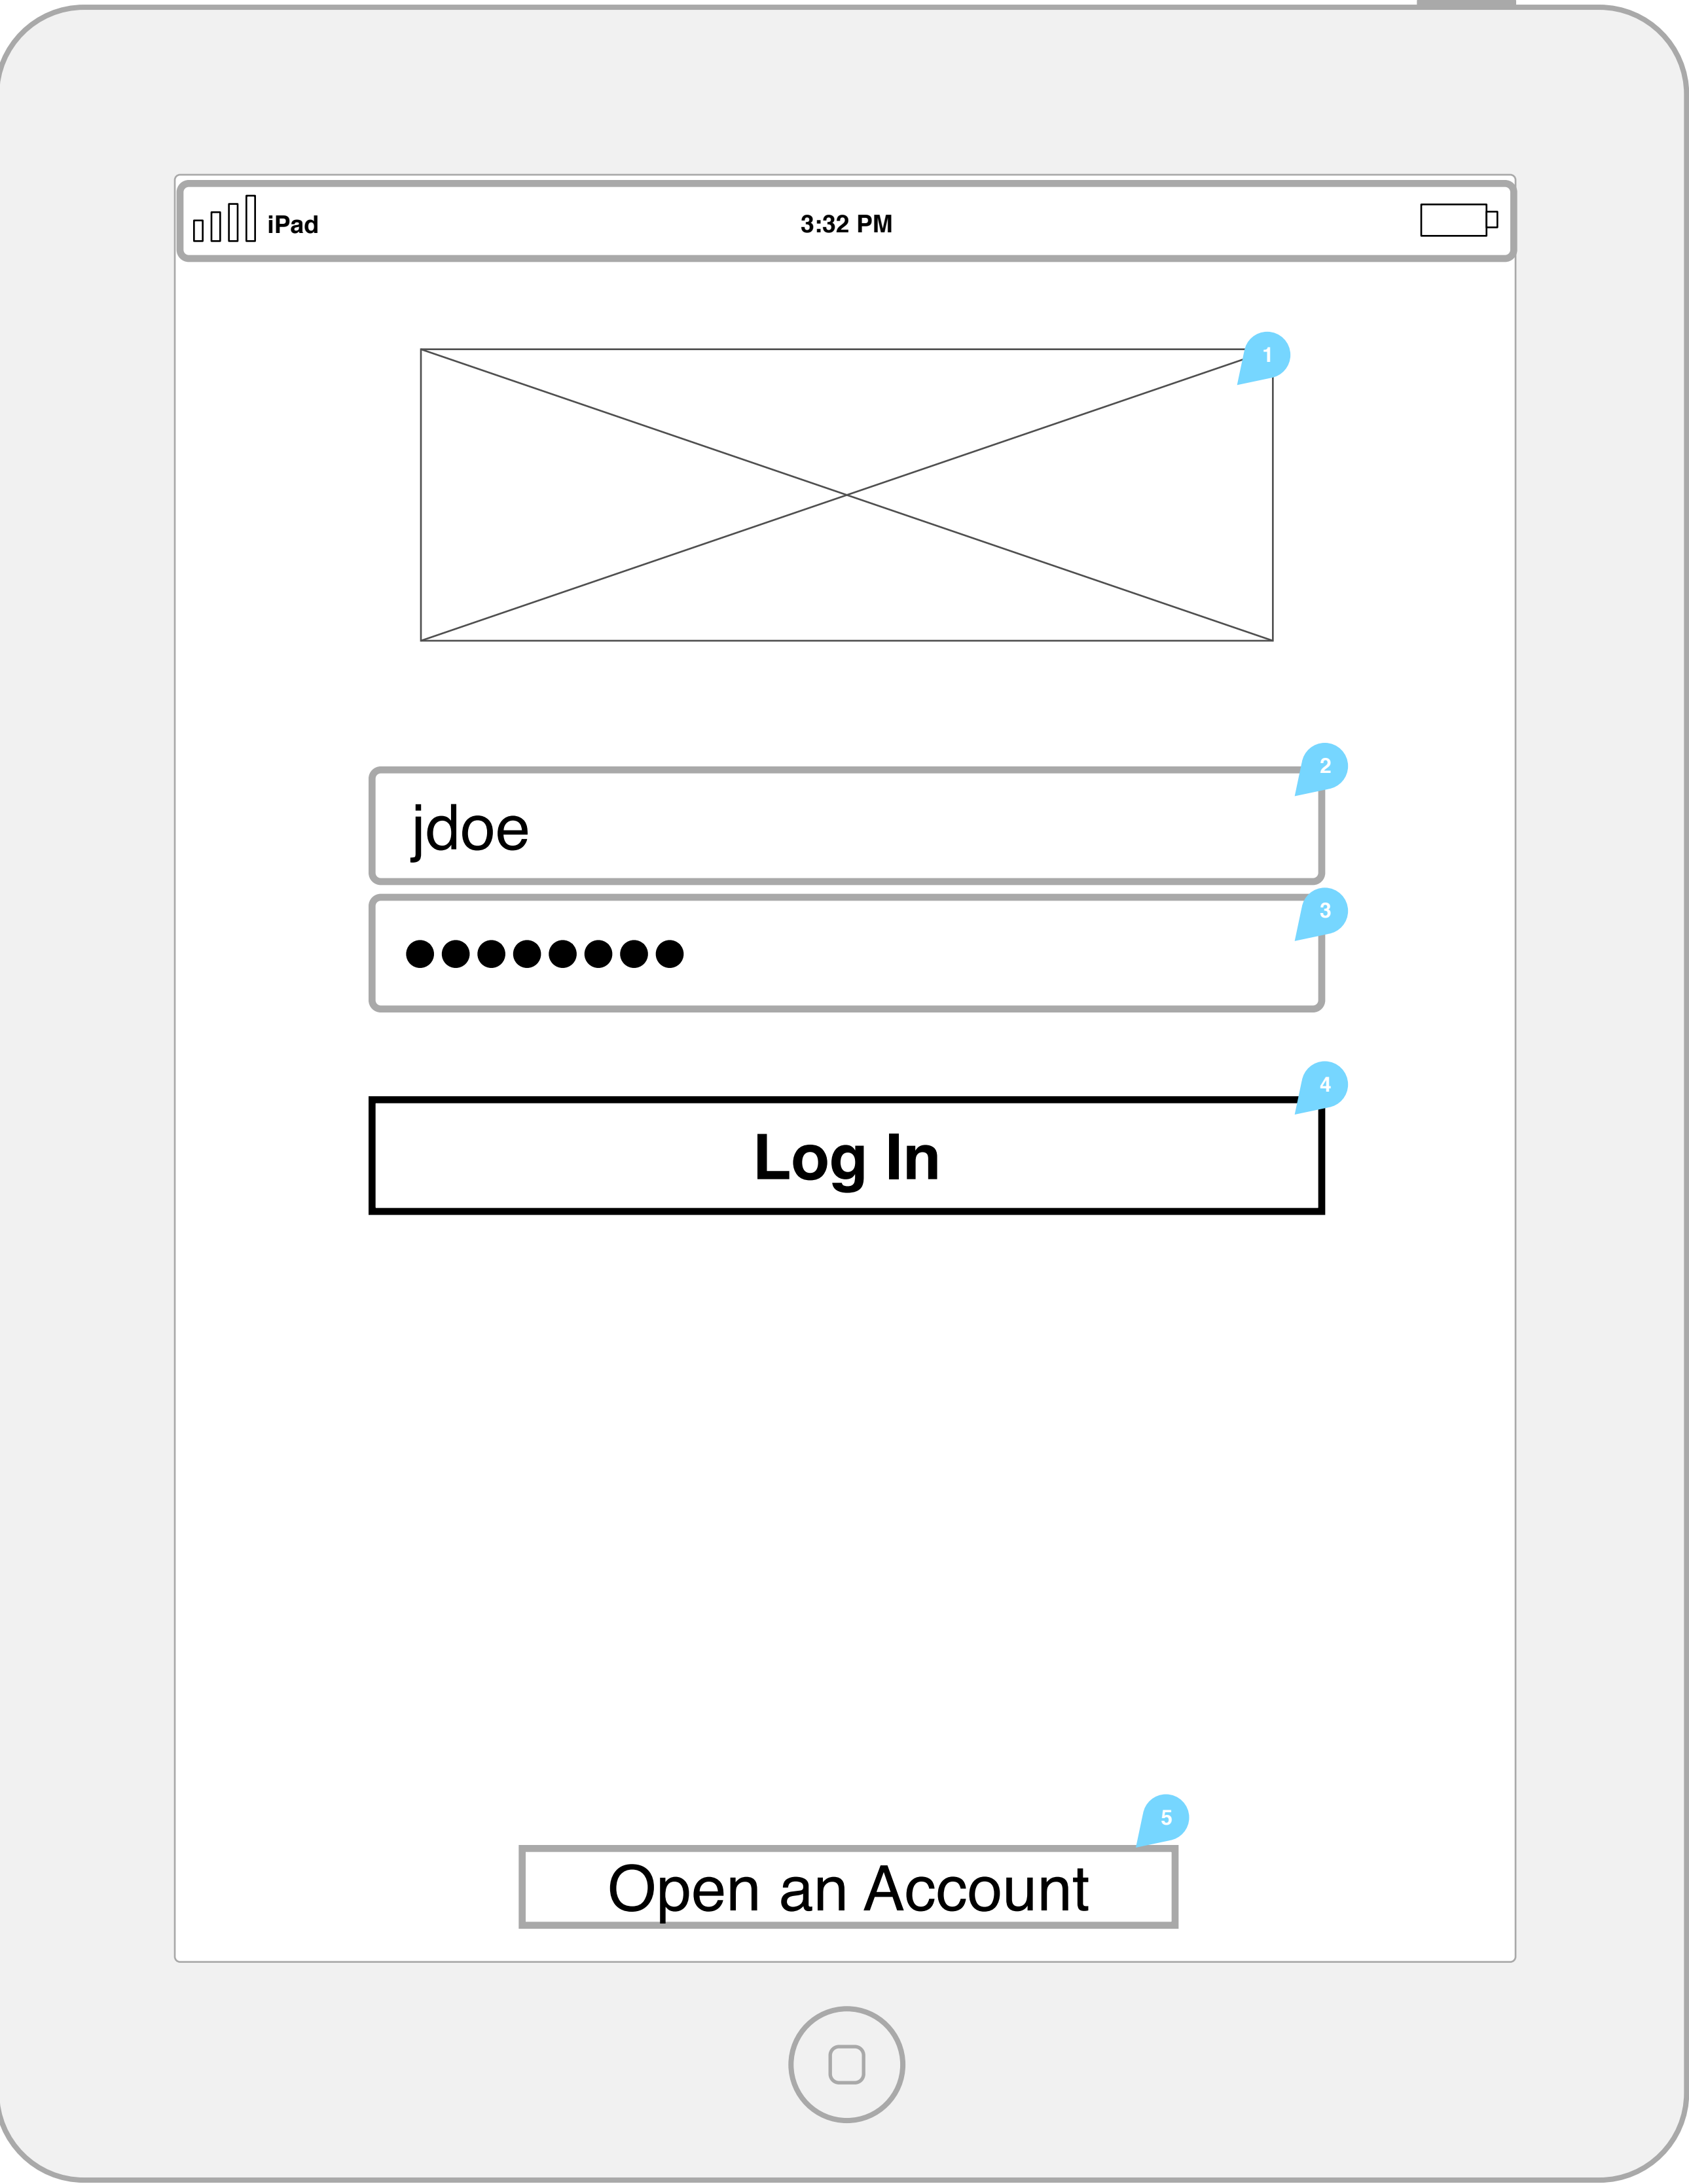 iPad 3:32 PM
1
2
jdoe
3
●●●●●●●●
4
Log In
5
Open an Account